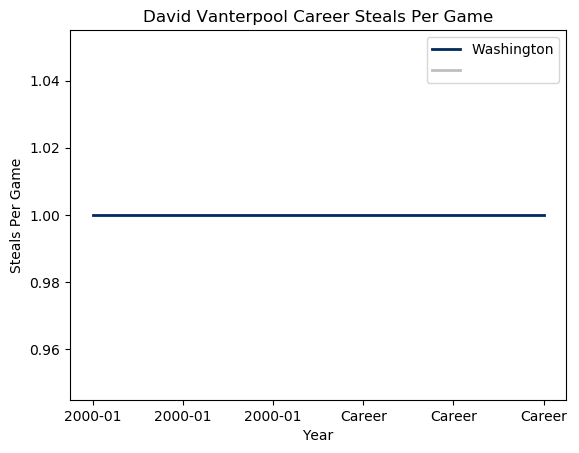 David Vanterpool Career Steals Per Game
Washington
Steals Per Game
1.04
1.02
1.00
0.98
0.96
2000-01 2000-01 2000-01 Career Career Career
Year